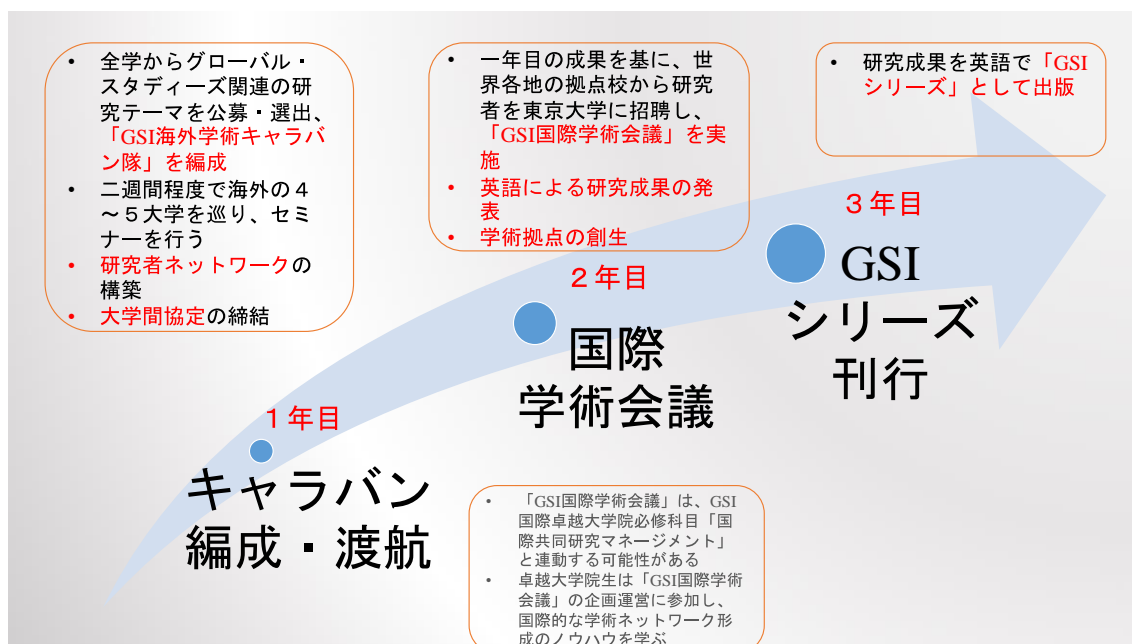 • 全学からグローバル・
スタディーズ関連の研
究テーマを公募・選出、
「GSI海外学術キャラバ
ン隊」を編成
• 二週間程度で海外の４
～５大学を巡り、セミ
ナーを行う
• 研究者ネットワークの
構築
• 大学間協定の締結
１年目
キャラバン
編成・渡航
• 一年目の成果を基に、世
界各地の拠点校から研究
者を東京大学に招聘し、
「GSI国際学術会議」を実
施
• 英語による研究成果の発
表
• 学術拠点の創生
２年目
国際
学術会議
• 「GSI国際学術会議」は、GSI
国際卓越大学院必修科目「国
際共同研究マネージメント」
と連動する可能性がある
• 卓越大学院生は「GSI国際学術
会議」の企画運営に参加し、
国際的な学術ネットワーク形
成のノウハウを学ぶ
• 研究成果を英語で「GSI
シリーズ」として出版
３年目
GSI
シリーズ
刊行